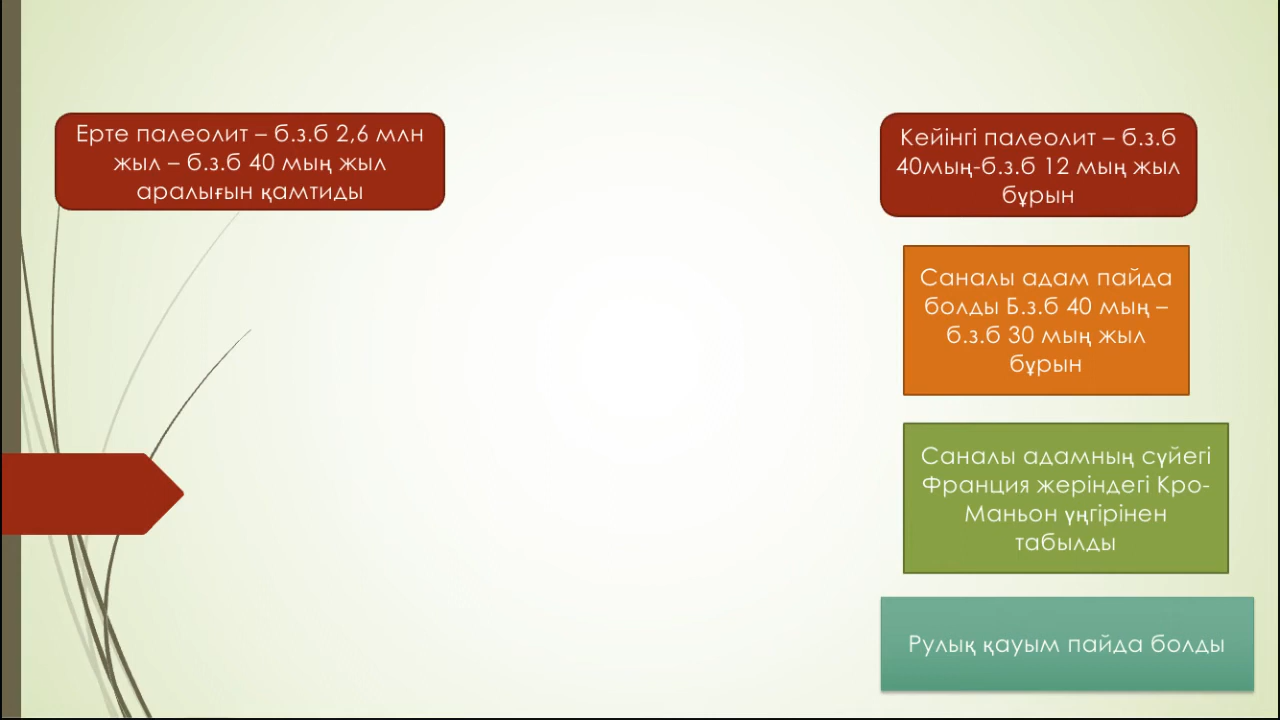 Ерте палеолит – б.з.б 2,6 млн
жыл – б.з.б 40 мың жыл
аралығын қамтиды
Кейінгі палеолит – б.з.б
40мың-б.з.б 12 мың жыл
бұрын
Саналы адам пайда
болды Б.з.б 40 мың –
б.з.б 30 мың жыл
бұрын
Саналы адамның сүйегі
Франция жеріндегі Кро-
Маньон үңгірінен
табылды
Рулық қауым пайда болды